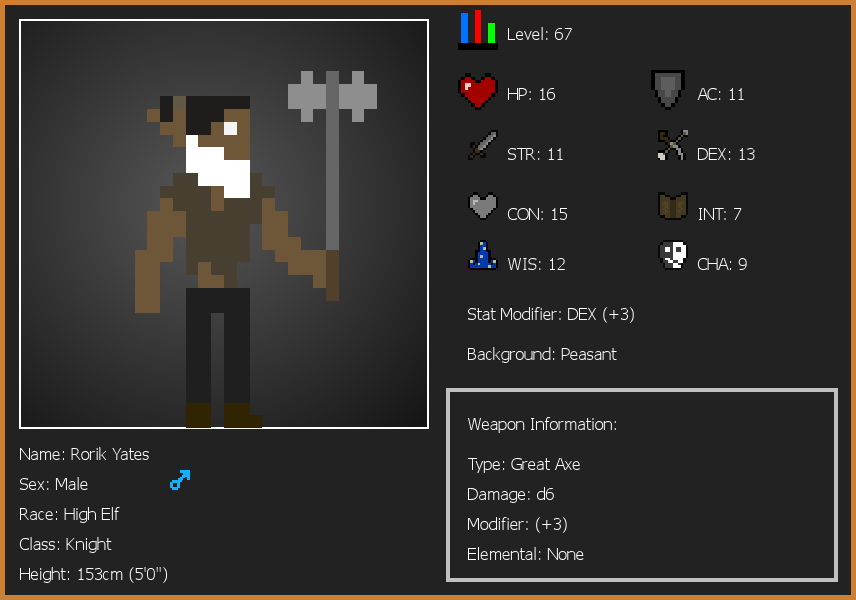 Level: 67
HP: 16
AC: 11
STR: 11
DEX: 13
CON: 15
INT: 7
WIS: 12
CHA: 9
Stat Modifier: DEX (+3)
Background: Peasant
Weapon Information:
Type: Great Axe
Damage: d6
Modifier: (+3)
Elemental: None
Name: Rorik Yates
Sex: Male
Race: High Elf
Class: Knight
Height: 153cm (5'0")